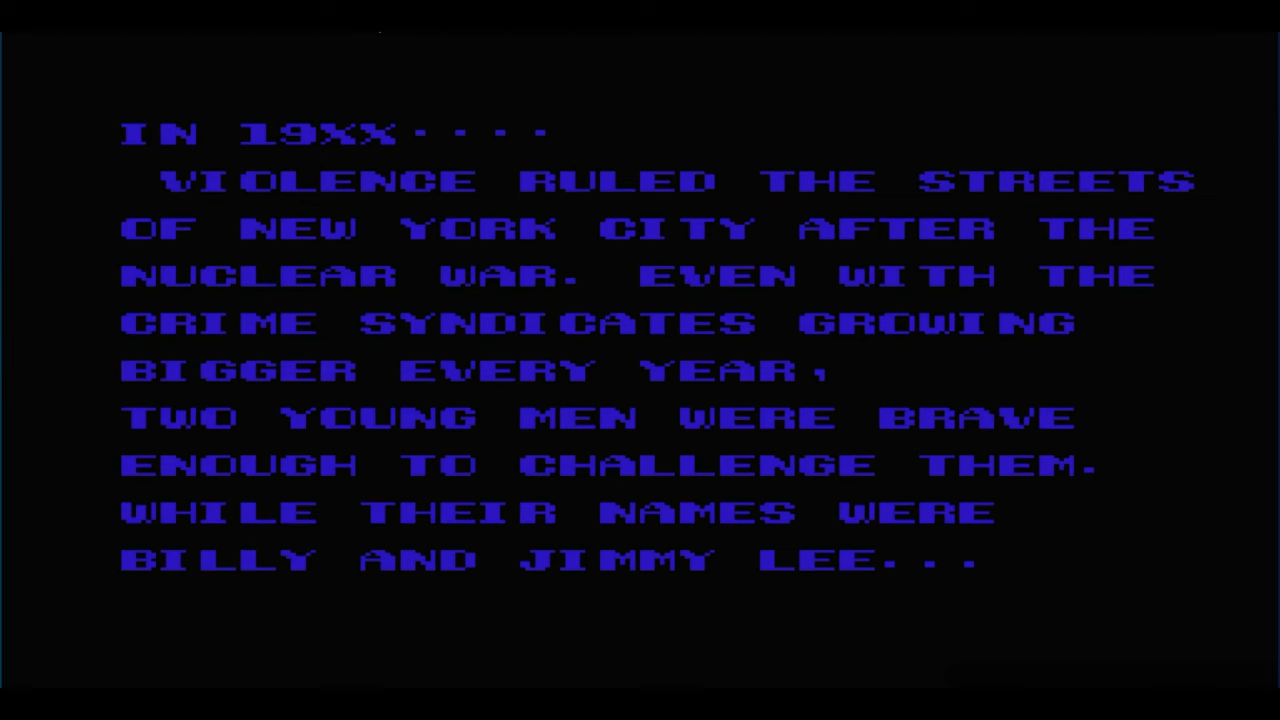 IN 19XX....
VIOLENCE RULED THE STREETS
OF NEW YORK CITY AFTER THE
NUCLEAR WAR. EVEN WITH THE
CRIME SYNDICATES GROWING
BIGGER EVERY YEAR,
TWO YOUNG MEN WERE BRAVE
ENOUGH TO CHALLENGE THEM.
WHILE THEIR NAMES WERE
BILLY AND JIMMY LEE...